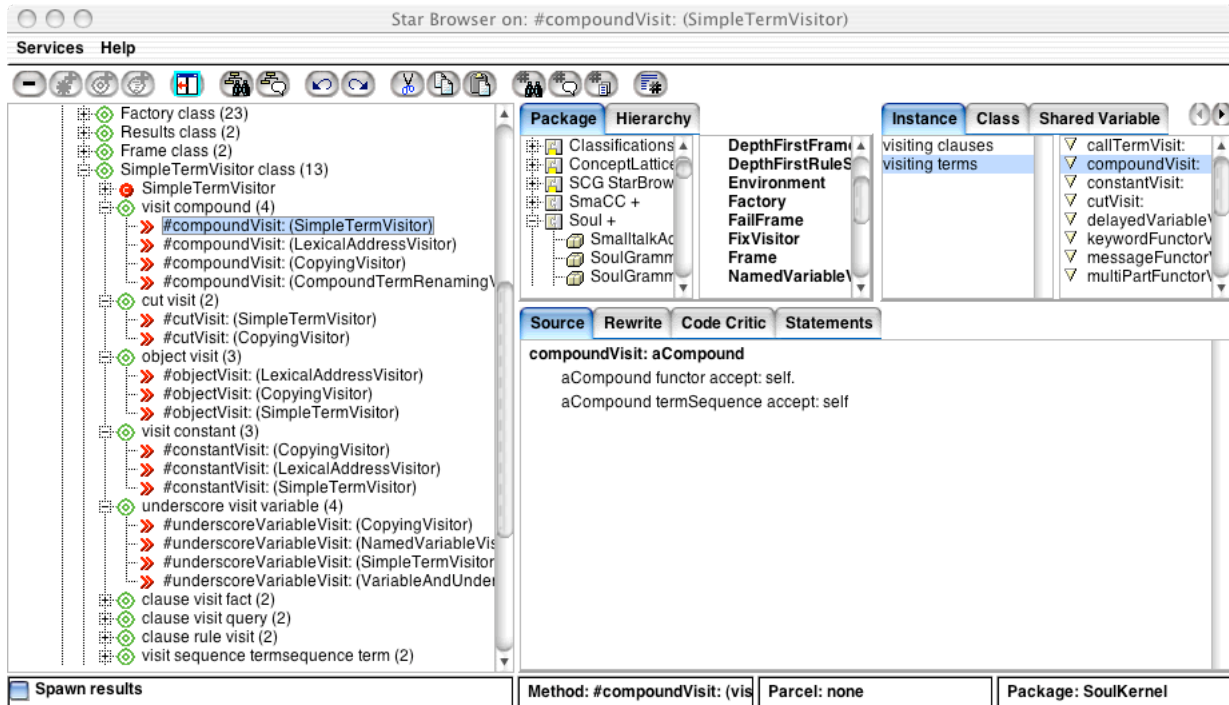 Star Browser on: #compoundVisit: (SimpleTermVisitor)
Services Help
Factory class (23)
Results class (2)
Frame class (2)
SimpleTermVisitor class (13)
SimpleTermVisitor
visit compound (4)
#compoundVisit: (SimpleTermVisitor)
#compoundVisit: (LexicalAddressVisitor)
#compoundVisit: (CopyingVisitor)
#compoundVisit: (CompoundTermRenamingV
cut visit (2)
#cutVisit: (SimpleTermVisitor)
#cutVisit: (CopyingVisitor)
object visit (3)
#objectVisit: (LexicalAddressVisitor)
#objectVisit: (CopyingVisitor)
#objectVisit: (SimpleTermVisitor)
visit constant (3)
#constantVisit: (CopyingVisitor)
#constantVisit: (LexicalAddressVisitor)
#constantVisit: (SimpleTermVisitor)
underscore visit variable (4)
#underscoreVariableVisit: (CopyingVisitor)
#underscoreVariableVisit: (NamedVariableVis
#underscoreVariableVisit: (SimpleTermVisitor
#underscoreVariableVisit: (VariableAndUnder
clause visit fact (2)
clause visit query (2)
clause rule visit (2)
visit sequence termsequence term (2)
Package Hierarchy
Classifications
ConceptLattice
SCG StarBrow
SmaCC +
Soul +
SmalltalkAc
SoulGramm
SoulGramm
DepthFirstFrame
DepthFirstRuleS
Environment
Factory
FailFrame
FixVisitor
Frame
NamedVariableV
Instance Class Shared Variable
visiting clauses
visiting terms
callTermVisit:
compoundVisit:
constantVisit:
cutVisit:
delayedVariableV
keywordFunctorV
messageFunctorV
multiPartFunctorV
Source Rewrite Code Critic Statements
compoundVisit: aCompound
aCompound functor accept: self.
aCompound termSequence accept: self
Spawn results
Method: #compoundVisit: (vis
Parcel: none
Package: SoulKernel